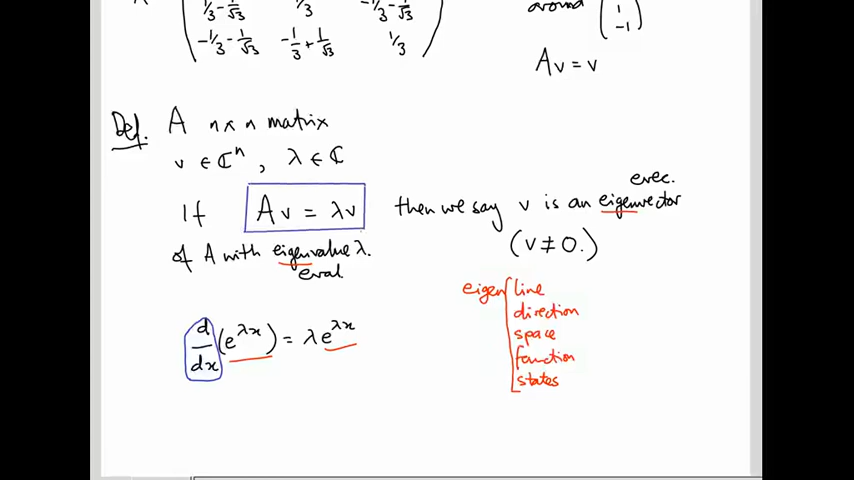 1/3 - 1/√3 1/3 -1/3 - 1/√3
-1/3 - 1/√3 -1/3 + 1/√3 1/3
around
1
-1
Av = v
Def. A n x n matrix
v ∈ ℂⁿ, λ ∈ ℂ
evec.
If Av = λv then we say v is an eigenvector
(v ≠ 0.)
of A with eigenvalue λ.
eval
d/dx (e^λx) = λ e^λx
eigen line
direction
space
function
states